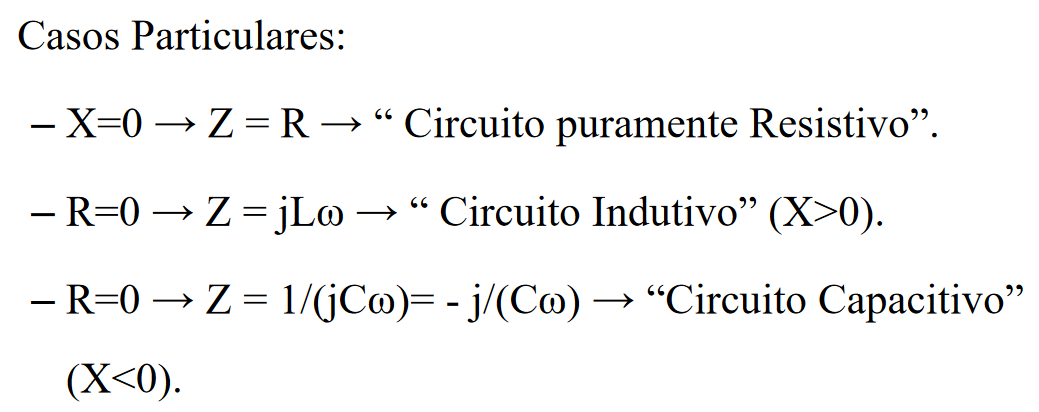 Casos Particulares:
– X=0 → Z = R → “ Circuito puramente Resistivo”.
– R=0 → Z = jLω → “ Circuito Indutivo” (X>0).
– R=0 → Z = 1/(jCω)= - j/(Cω) → “Circuito Capacitivo”
(X<0).